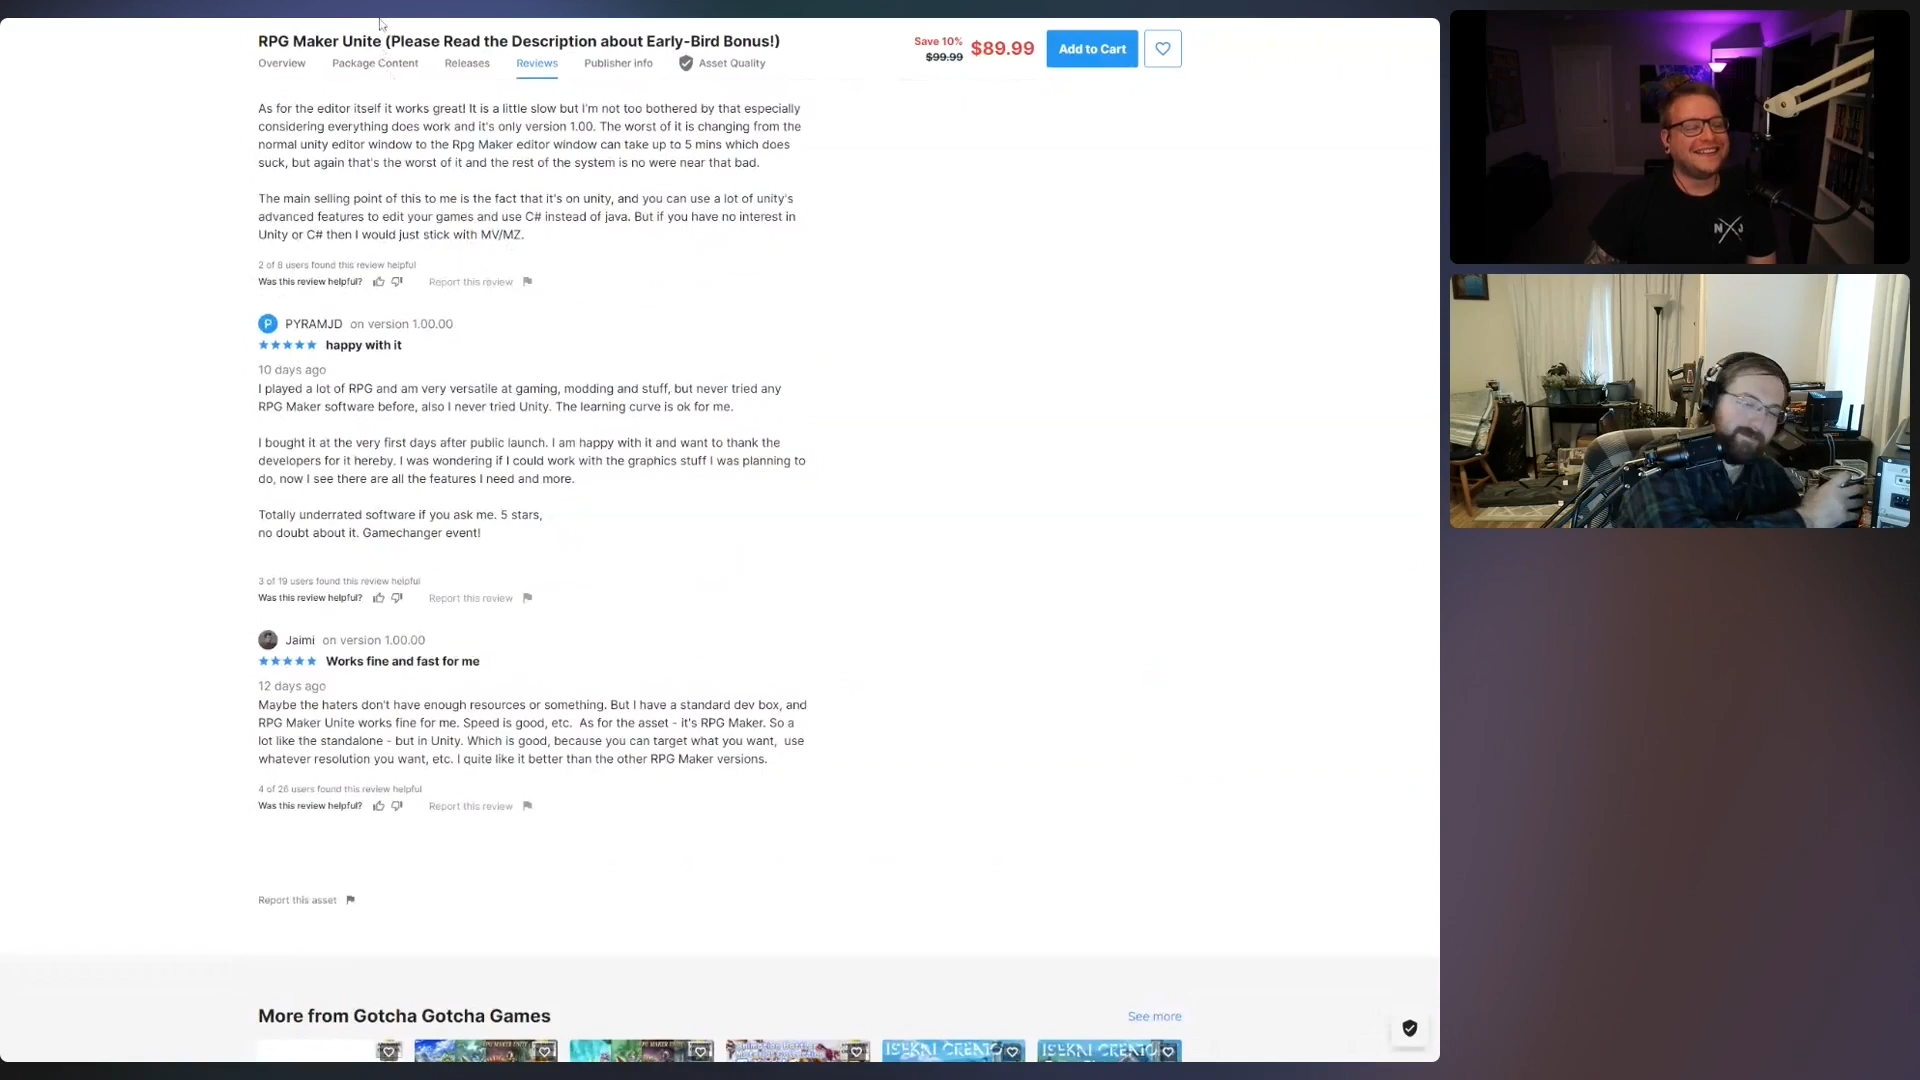 RPG Maker Unite (Please Read the Description about Early-Bird Bonus!)
Save 10%
$99.99
$89.99
Add to Cart
Overview
Package Content
Releases
Reviews
Publisher info
Asset Quality
As for the editor itself it works great! It is a little slow but I'm not too bothered by that especially
considering everything does work and it's only version 1.00. The worst of it is changing from the
normal unity editor window to the Rpg Maker editor window can take up to 5 mins which does
suck, but again that's the worst of it and the rest of the system is no were near that bad.
The main selling point of this to me is the fact that it's on unity, and you can use a lot of unity's
advanced features to edit your games and use C# instead of java. But if you have no interest in
Unity or C# then I would just stick with MV/MZ.
2 of 8 users found this review helpful
Was this review helpful?
Report this review
P
PYRAMJD on version 1.00.00
happy with it
10 days ago
I played a lot of RPG and am very versatile at gaming, modding and stuff, but never tried any
RPG Maker software before, also I never tried Unity. The learning curve is ok for me.
I bought it at the very first days after public launch. I am happy with it and want to thank the
developers for it hereby. I was wondering if I could work with the graphics stuff I was planning to
do, now I see there are all the features I need and more.
Totally underrated software if you ask me. 5 stars,
no doubt about it. Gamechanger event!
3 of 19 users found this review helpful
Was this review helpful?
Report this review
Jaimi on version 1.00.00
Works fine and fast for me
12 days ago
Maybe the haters don't have enough resources or something. But I have a standard dev box, and
RPG Maker Unite works fine for me. Speed is good, etc. As for the asset - it's RPG Maker. So a
lot like the standalone - but in Unity. Which is good, because you can target what you want, use
whatever resolution you want, etc. I quite like it better than the other RPG Maker versions.
4 of 26 users found this review helpful
Was this review helpful?
Report this review
Report this asset
More from Gotcha Gotcha Games
See more
N J